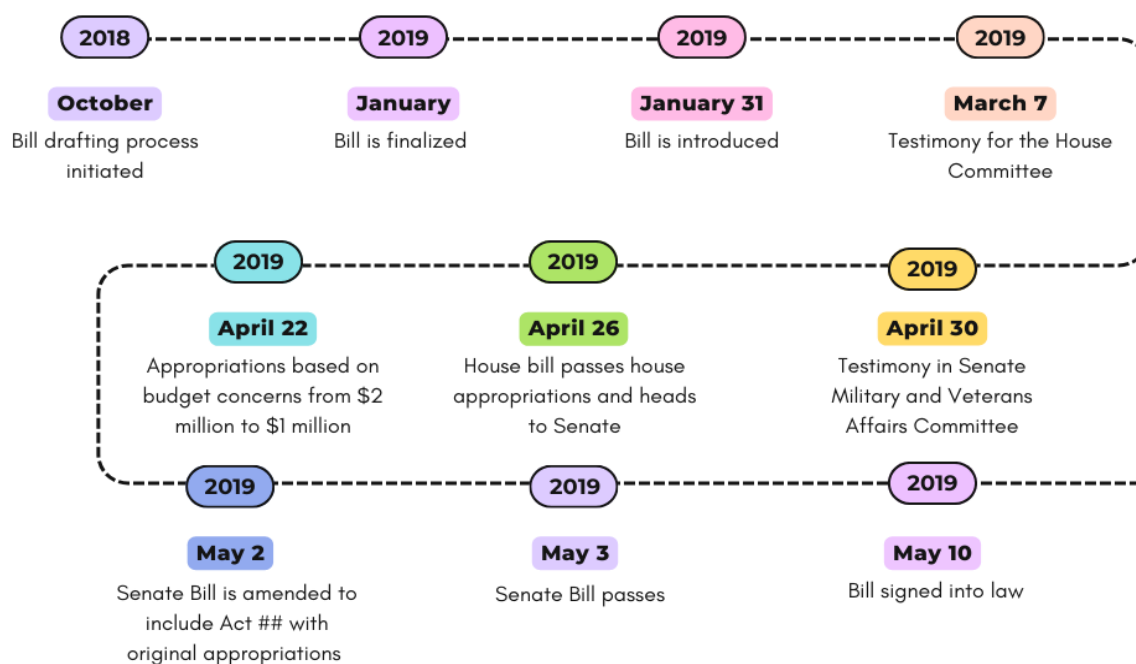 2018
October
Bill drafting process
initiated
2019
January
Bill is finalized
2019
January 31
Bill is introduced
2019
March 7
Testimony for the House
Committee
2019
April 22
Appropriations based on
budget concerns from $2
million to $1 million
2019
April 26
House bill passes house
appropriations and heads
to Senate
2019
April 30
Testimony in Senate
Military and Veterans
Affairs Committee
2019
May 2
Senate Bill is amended to
include Act ## with
original appropriations
2019
May 3
Senate Bill passes
2019
May 10
Bill signed into law